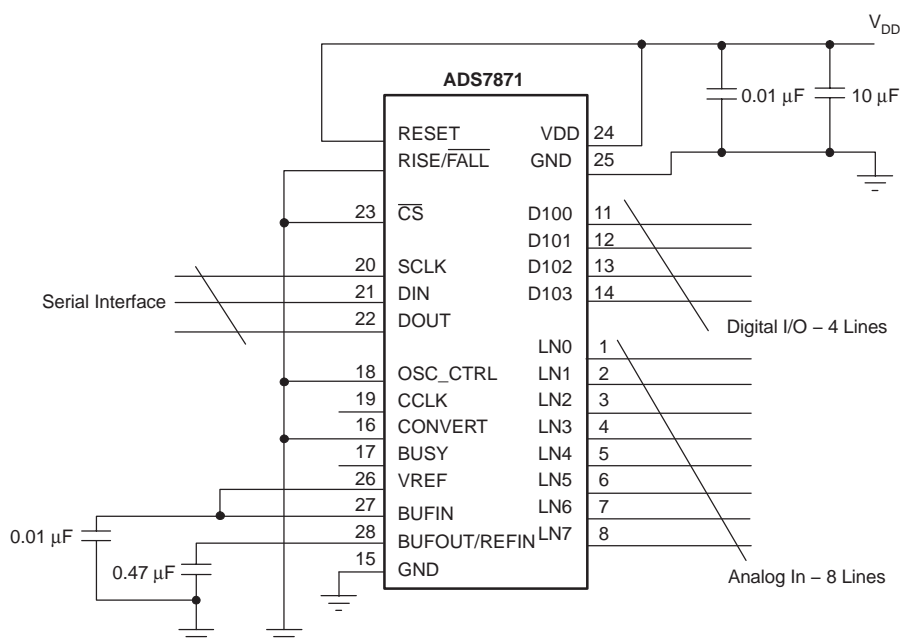 VDD
ADS7871
0.01 μF
10 μF
RESET
VDD
24
RISE/FALL
GND
25
23
CS
D100
11
D101
12
20
SCLK
D102
13
Serial Interface
21
DIN
D103
14
22
DOUT
Digital I/O – 4 Lines
LN0
1
18
OSC_CTRL
LN1
2
19
CCLK
LN2
3
16
CONVERT
LN3
4
17
BUSY
LN4
5
26
VREF
LN5
6
27
BUFIN
LN6
7
0.01 μF
28
BUFOUT/REFIN
LN7
8
0.47 μF
15
GND
Analog In – 8 Lines